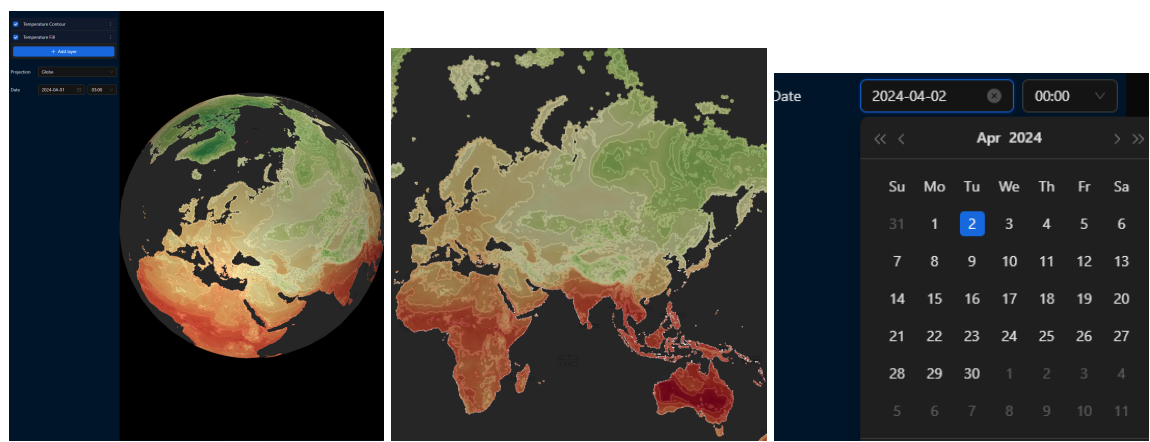 Temperature Contour
Temperature Fill
+ Add layer
Projection Globe
Date 2024-04-01 03:00
Date 2024-04-02 00:00
Apr 2024
Su Mo Tu We Th Fr Sa
31 1 2 3 4 5 6
7 8 9 10 11 12 13
14 15 16 17 18 19 20
21 22 23 24 25 26 27
28 29 30 1 2 3 4
5 6 7 8 9 10 11